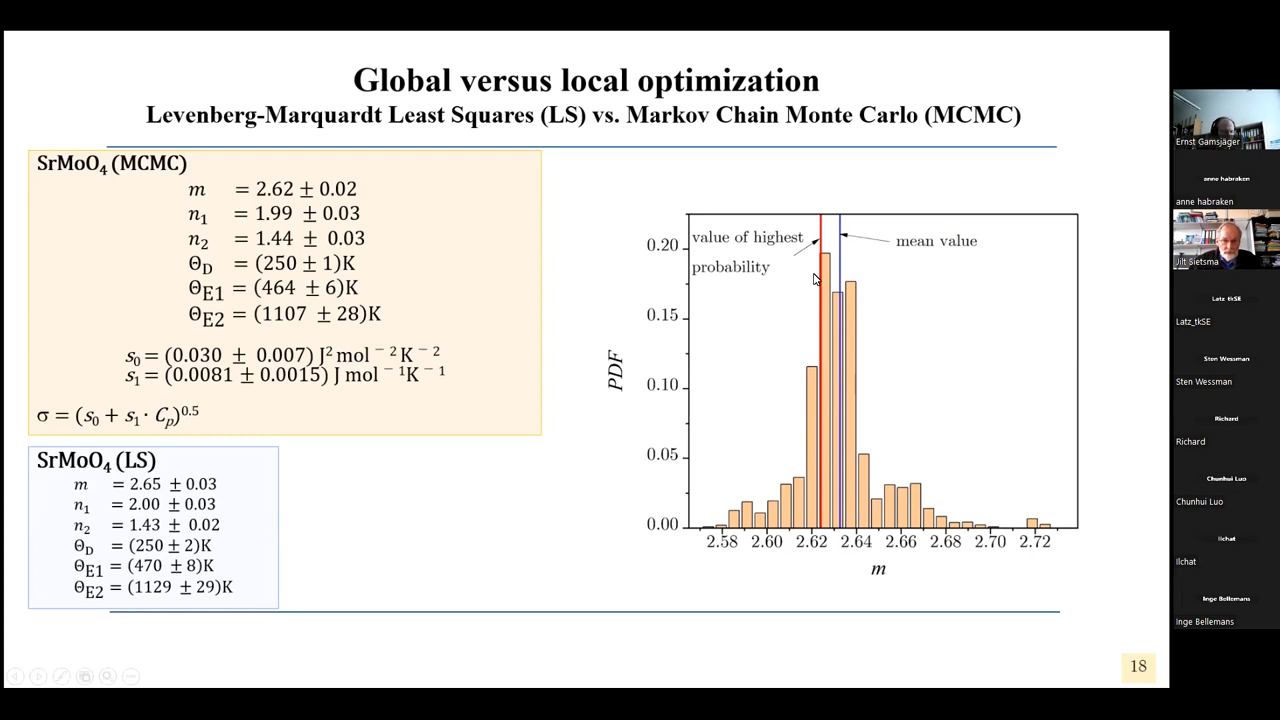 Global versus local optimization
Levenberg-Marquardt Least Squares (LS) vs. Markov Chain Monte Carlo (MCMC)
SrMoO₄ (MCMC)
m = 2.62 ± 0.02
n₁ = 1.99 ± 0.03
n₂ = 1.44 ± 0.03
Θ_D = (250 ± 1)K
Θ_E1 = (464 ± 6)K
Θ_E2 = (1107 ± 28)K
s₀ = (0.030 ± 0.007) J² mol⁻² K⁻²
s₁ = (0.0081 ± 0.0015) J mol⁻¹K⁻¹
σ = (s₀ + s₁ · Cₚ)^0.5
SrMoO₄ (LS)
m = 2.65 ± 0.03
n₁ = 2.00 ± 0.03
n₂ = 1.43 ± 0.02
Θ_D = (250 ± 2)K
Θ_E1 = (470 ± 8)K
Θ_E2 = (1129 ± 29)K
value of highest
probability
mean value
PDF
0.20
0.15
0.10
0.05
0.00
2.58 2.60 2.62 2.64 2.66 2.68 2.70 2.72
m
18
Ernst Gamsjäger
anne habraken
anne habraken
Jilt Sietsma
Latz_tkSE
Latz_tkSE
Sten Wessman
Sten Wessman
Richard
Richard
Chunhui Luo
Chunhui Luo
Ilchat
Ilchat
Inge Bellemans
Inge Bellemans